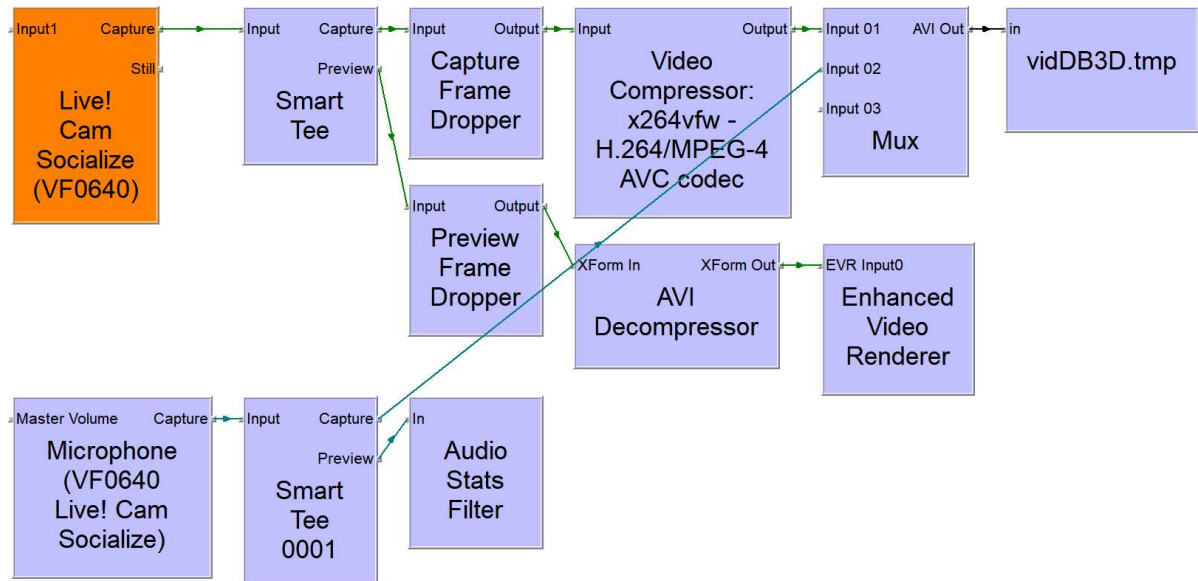 Input1 Capture
Still
Live!
Cam
Socialize
(VF0640)
Input Capture
Preview
Smart
Tee
Input Output
Capture
Frame
Dropper
Input Output
Video
Compressor:
x264vfw -
H.264/MPEG-4
AVC codec
Input 01 AVI Out
Input 02
Input 03
Mux
in
vidDB3D.tmp
Input Output
Preview
Frame
Dropper
XForm In XForm Out
AVI
Decompressor
EVR Input0
Enhanced
Video
Renderer
Master Volume Capture
Microphone
(VF0640
Live! Cam
Socialize)
Input Capture
Preview
Smart
Tee
0001
In
Audio
Stats
Filter